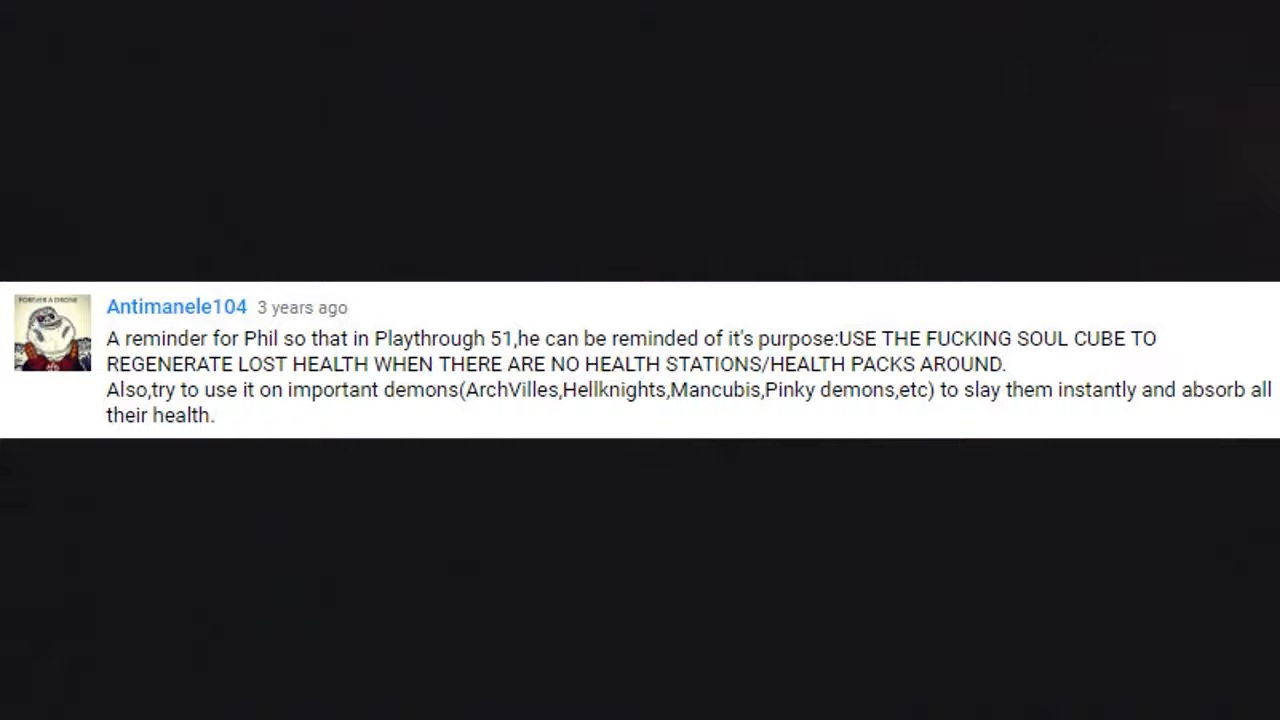 FOREVER A DRONE
Antimanele104 3 years ago
A reminder for Phil so that in Playthrough 51,he can be reminded of it's purpose:USE THE FUCKING SOUL CUBE TO
REGENERATE LOST HEALTH WHEN THERE ARE NO HEALTH STATIONS/HEALTH PACKS AROUND.
Also,try to use it on important demons(ArchVilles,Hellknights,Mancubis,Pinky demons,etc) to slay them instantly and absorb all
their health.